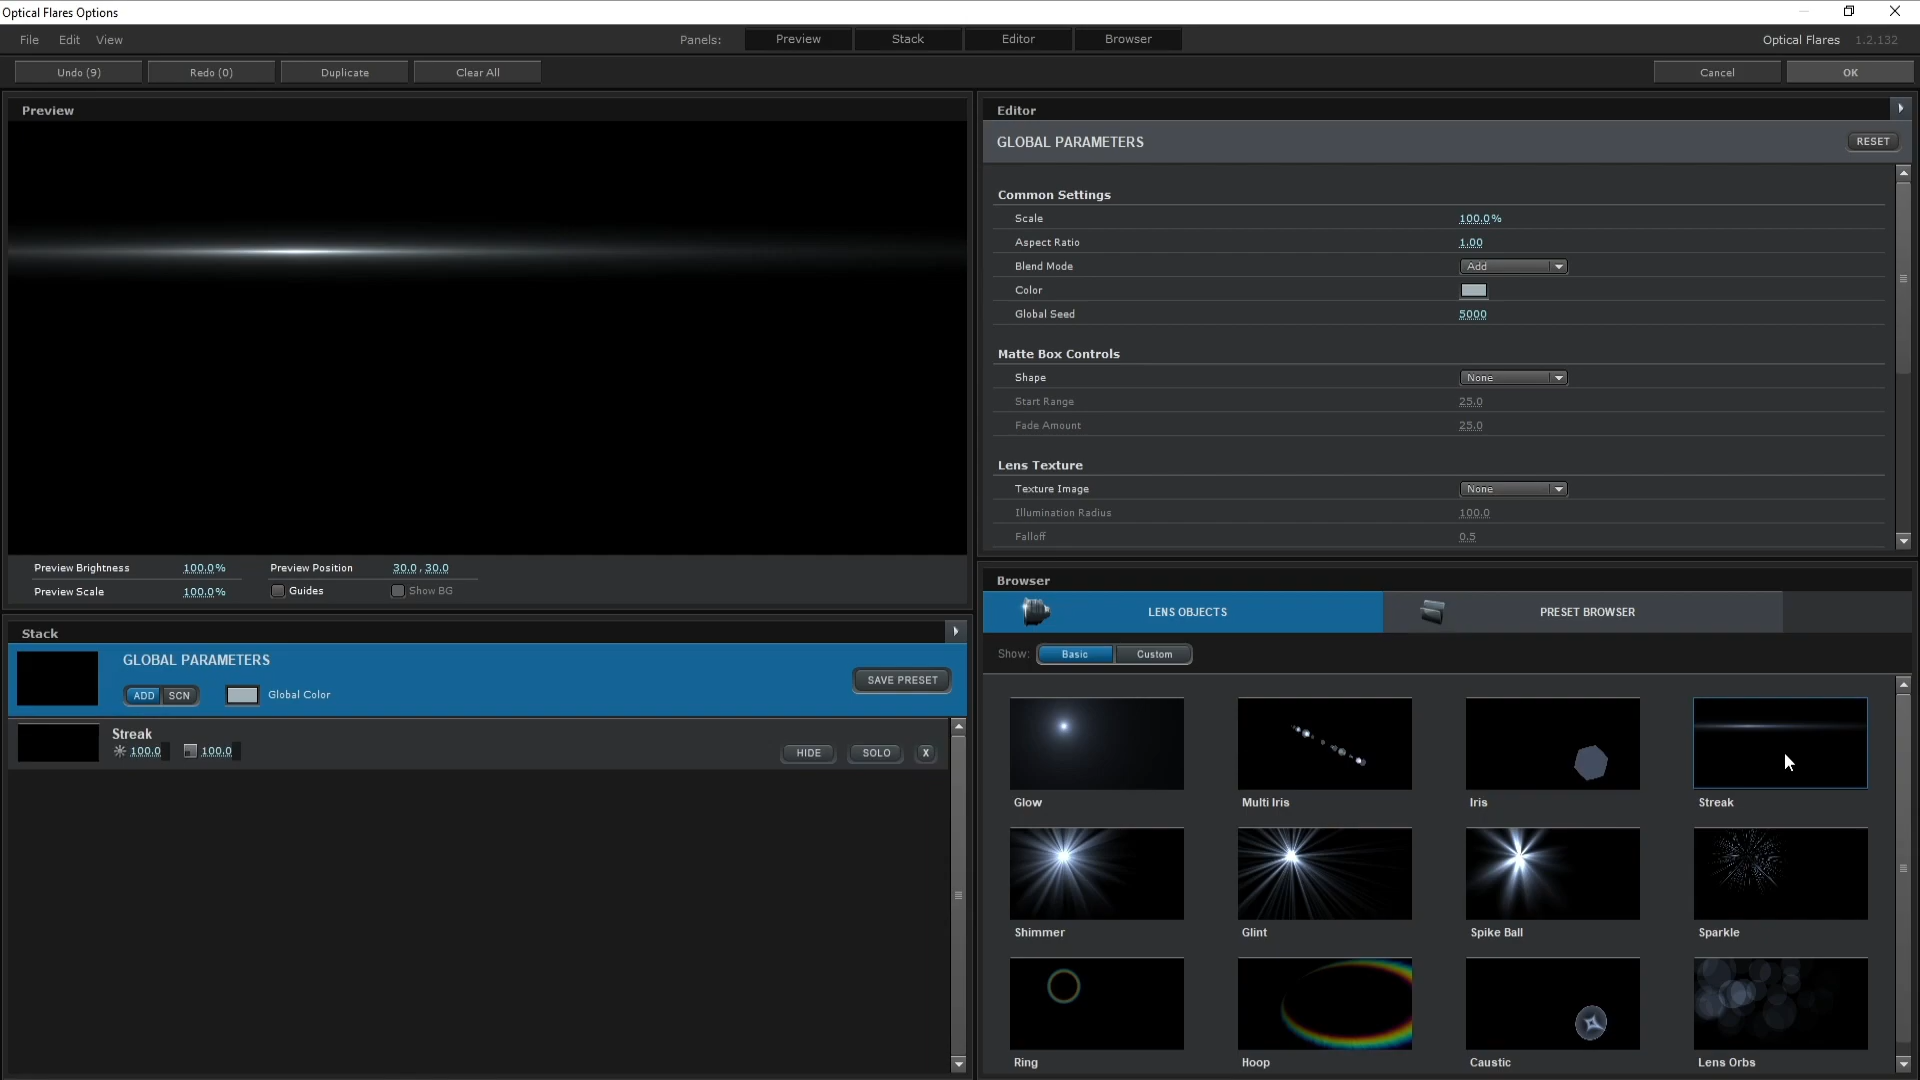 Optical Flares Options
File Edit View Panels: Preview Stack Editor Browser Optical Flares 1.2.132
Undo (9) Redo (0) Duplicate Clear All Cancel OK
Preview
Preview Brightness 100.0% Preview Position 30.0 , 30.0
Preview Scale 100.0% Guides Show BG
Stack
GLOBAL PARAMETERS
ADD SCN Global Color SAVE PRESET
Streak
100.0 100.0 HIDE SOLO X
Editor
GLOBAL PARAMETERS RESET
Common Settings
Scale 100.0%
Aspect Ratio 1.00
Blend Mode Add
Color
Global Seed 5000
Matte Box Controls
Shape None
Start Range 25.0
Fade Amount 25.0
Lens Texture
Texture Image None
Illumination Radius 100.0
Falloff 0.5
Browser
LENS OBJECTS PRESET BROWSER
Show: Basic Custom
Glow Multi Iris Iris Streak
Shimmer Glint Spike Ball Sparkle
Ring Hoop Caustic Lens Orbs